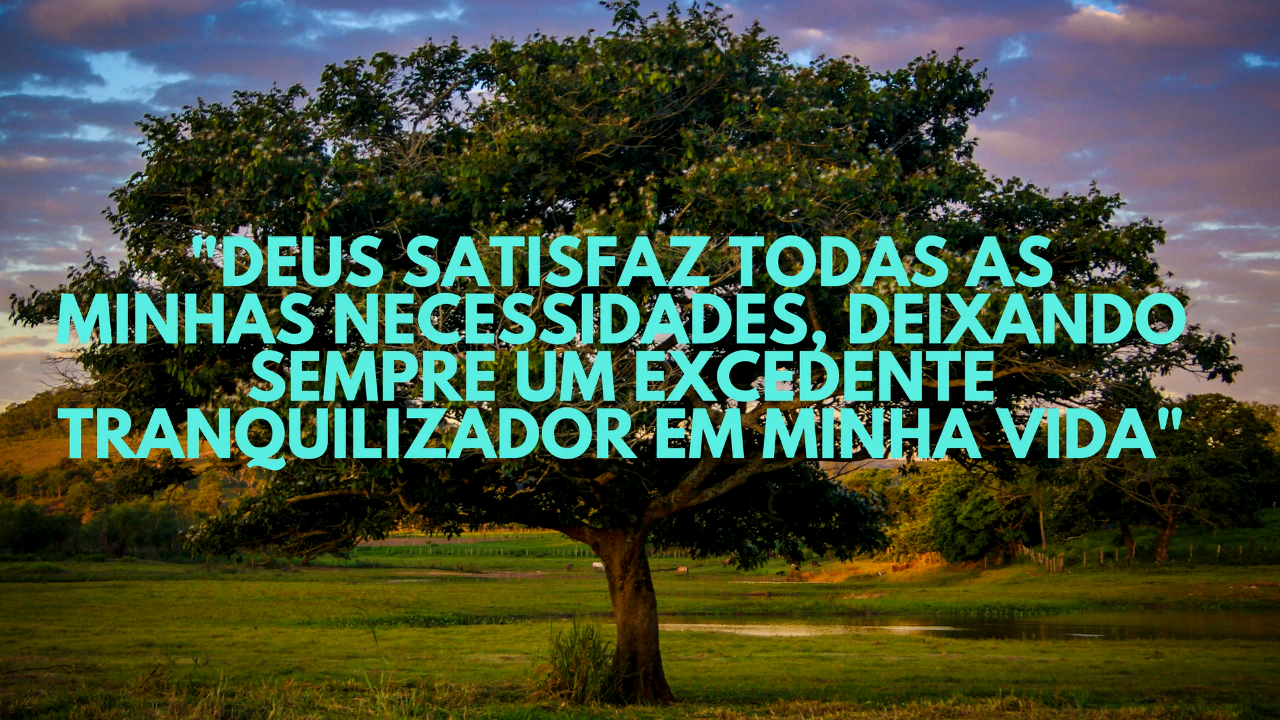 "DEUS SATISFAZ TODAS AS
MINHAS NECESSIDADES, DEIXANDO
SEMPRE UM EXCEDENTE
TRANQUILIZADOR EM MINHA VIDA"